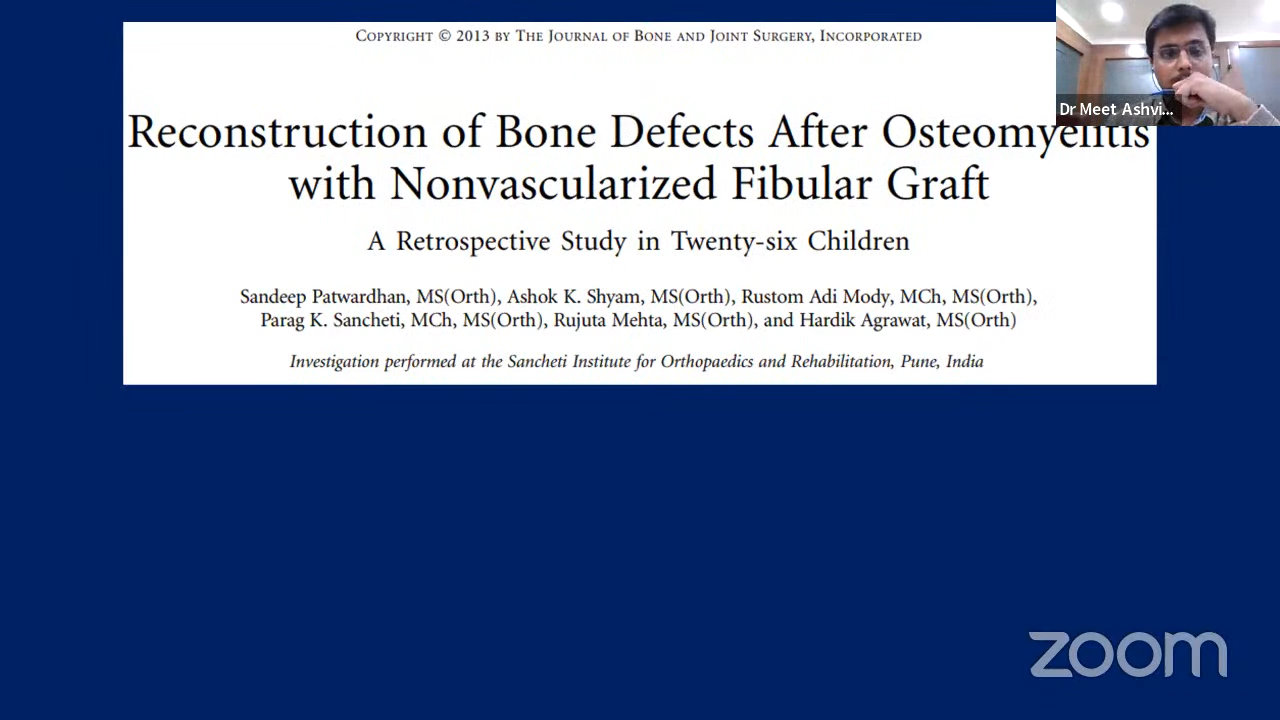 COPYRIGHT © 2013 BY THE JOURNAL OF BONE AND JOINT SURGERY, INCORPORATED
Reconstruction of Bone Defects After Osteomyelitis
with Nonvascularized Fibular Graft
A Retrospective Study in Twenty-six Children
Sandeep Patwardhan, MS(Orth), Ashok K. Shyam, MS(Orth), Rustom Adi Mody, MCh, MS(Orth),
Parag K. Sancheti, MCh, MS(Orth), Rujuta Mehta, MS(Orth), and Hardik Agrawat, MS(Orth)
Investigation performed at the Sancheti Institute for Orthopaedics and Rehabilitation, Pune, India
Dr Meet Ashvi...
zoom